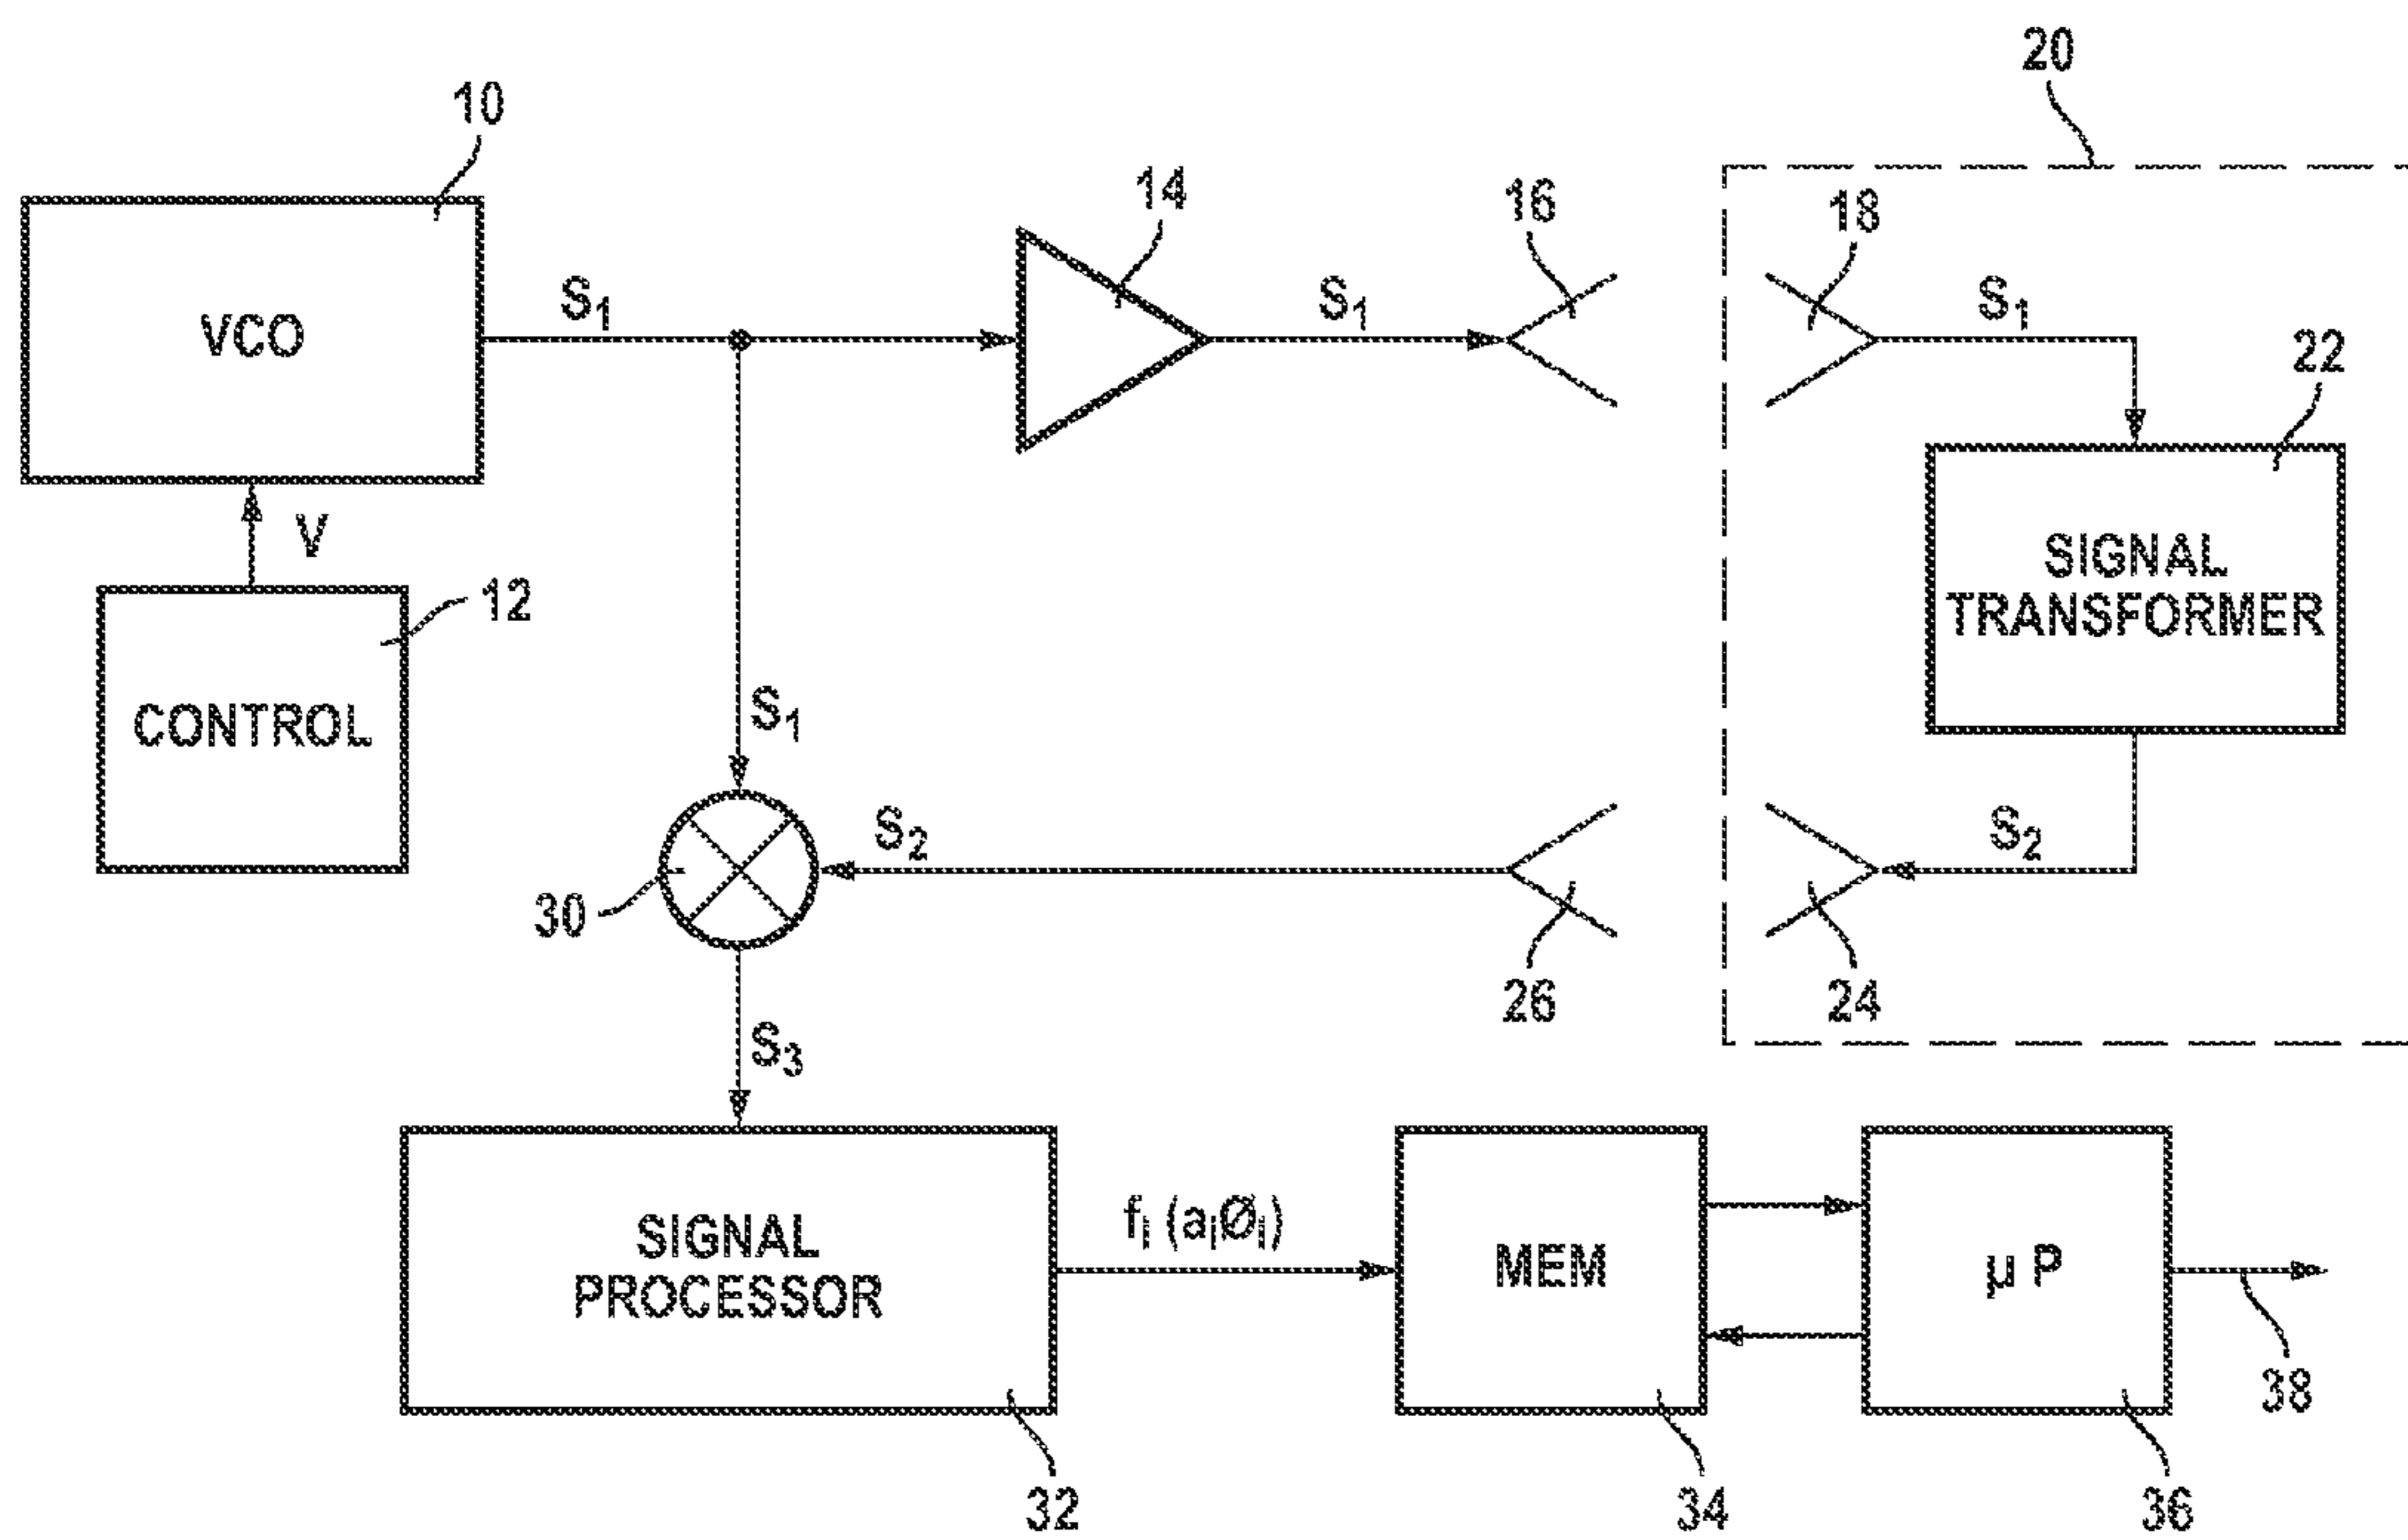 20
10
14
16
18
VCO
S₁
S₁
S₁
22
V
12
CONTROL
SIGNAL
TRANSFORMER
S₁
S₂
S₂
30
26
24
S₃
SIGNAL
PROCESSOR
fᵢ (aᵢØᵢ)
MEM
μ P
38
32
34
36